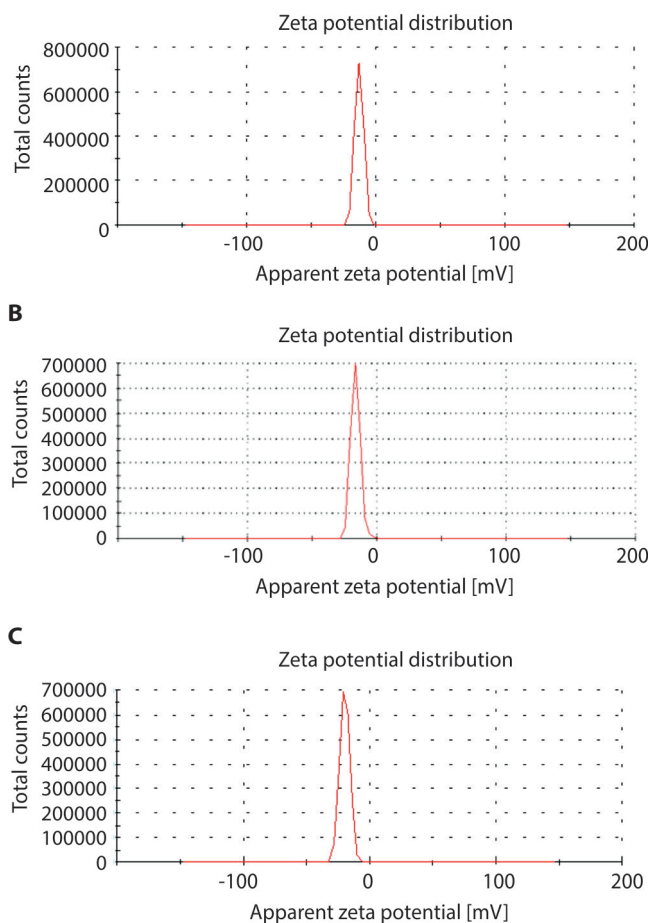 Zeta potential distribution
800000
600000
400000
200000
0
Total counts
-100 0 100 200
Apparent zeta potential [mV]
B
Zeta potential distribution
700000
600000
500000
400000
300000
200000
100000
0
Total counts
-100 0 100 200
Apparent zeta potential [mV]
C
Zeta potential distribution
700000
600000
500000
400000
300000
200000
100000
0
Total counts
-100 0 100 200
Apparent zeta potential [mV]